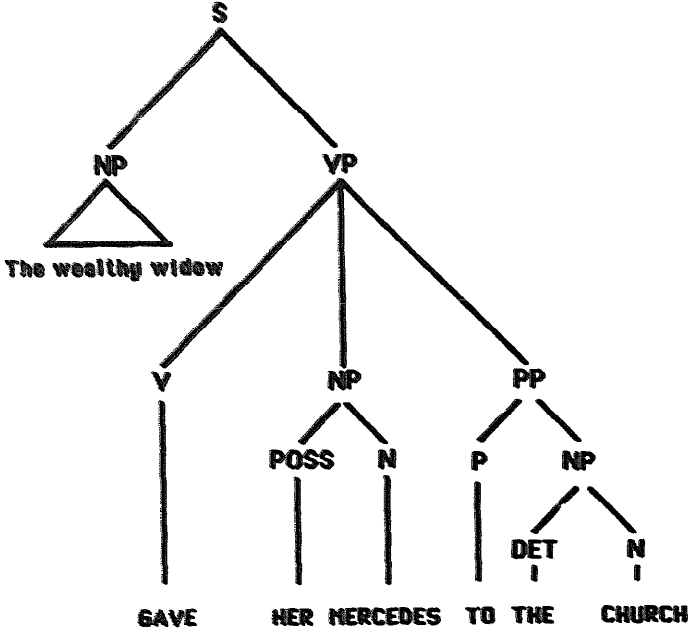 S
NP VP
The wealthy widow
V NP PP
POSS N P NP
DET N
GAVE HER MERCEDES TO THE CHURCH